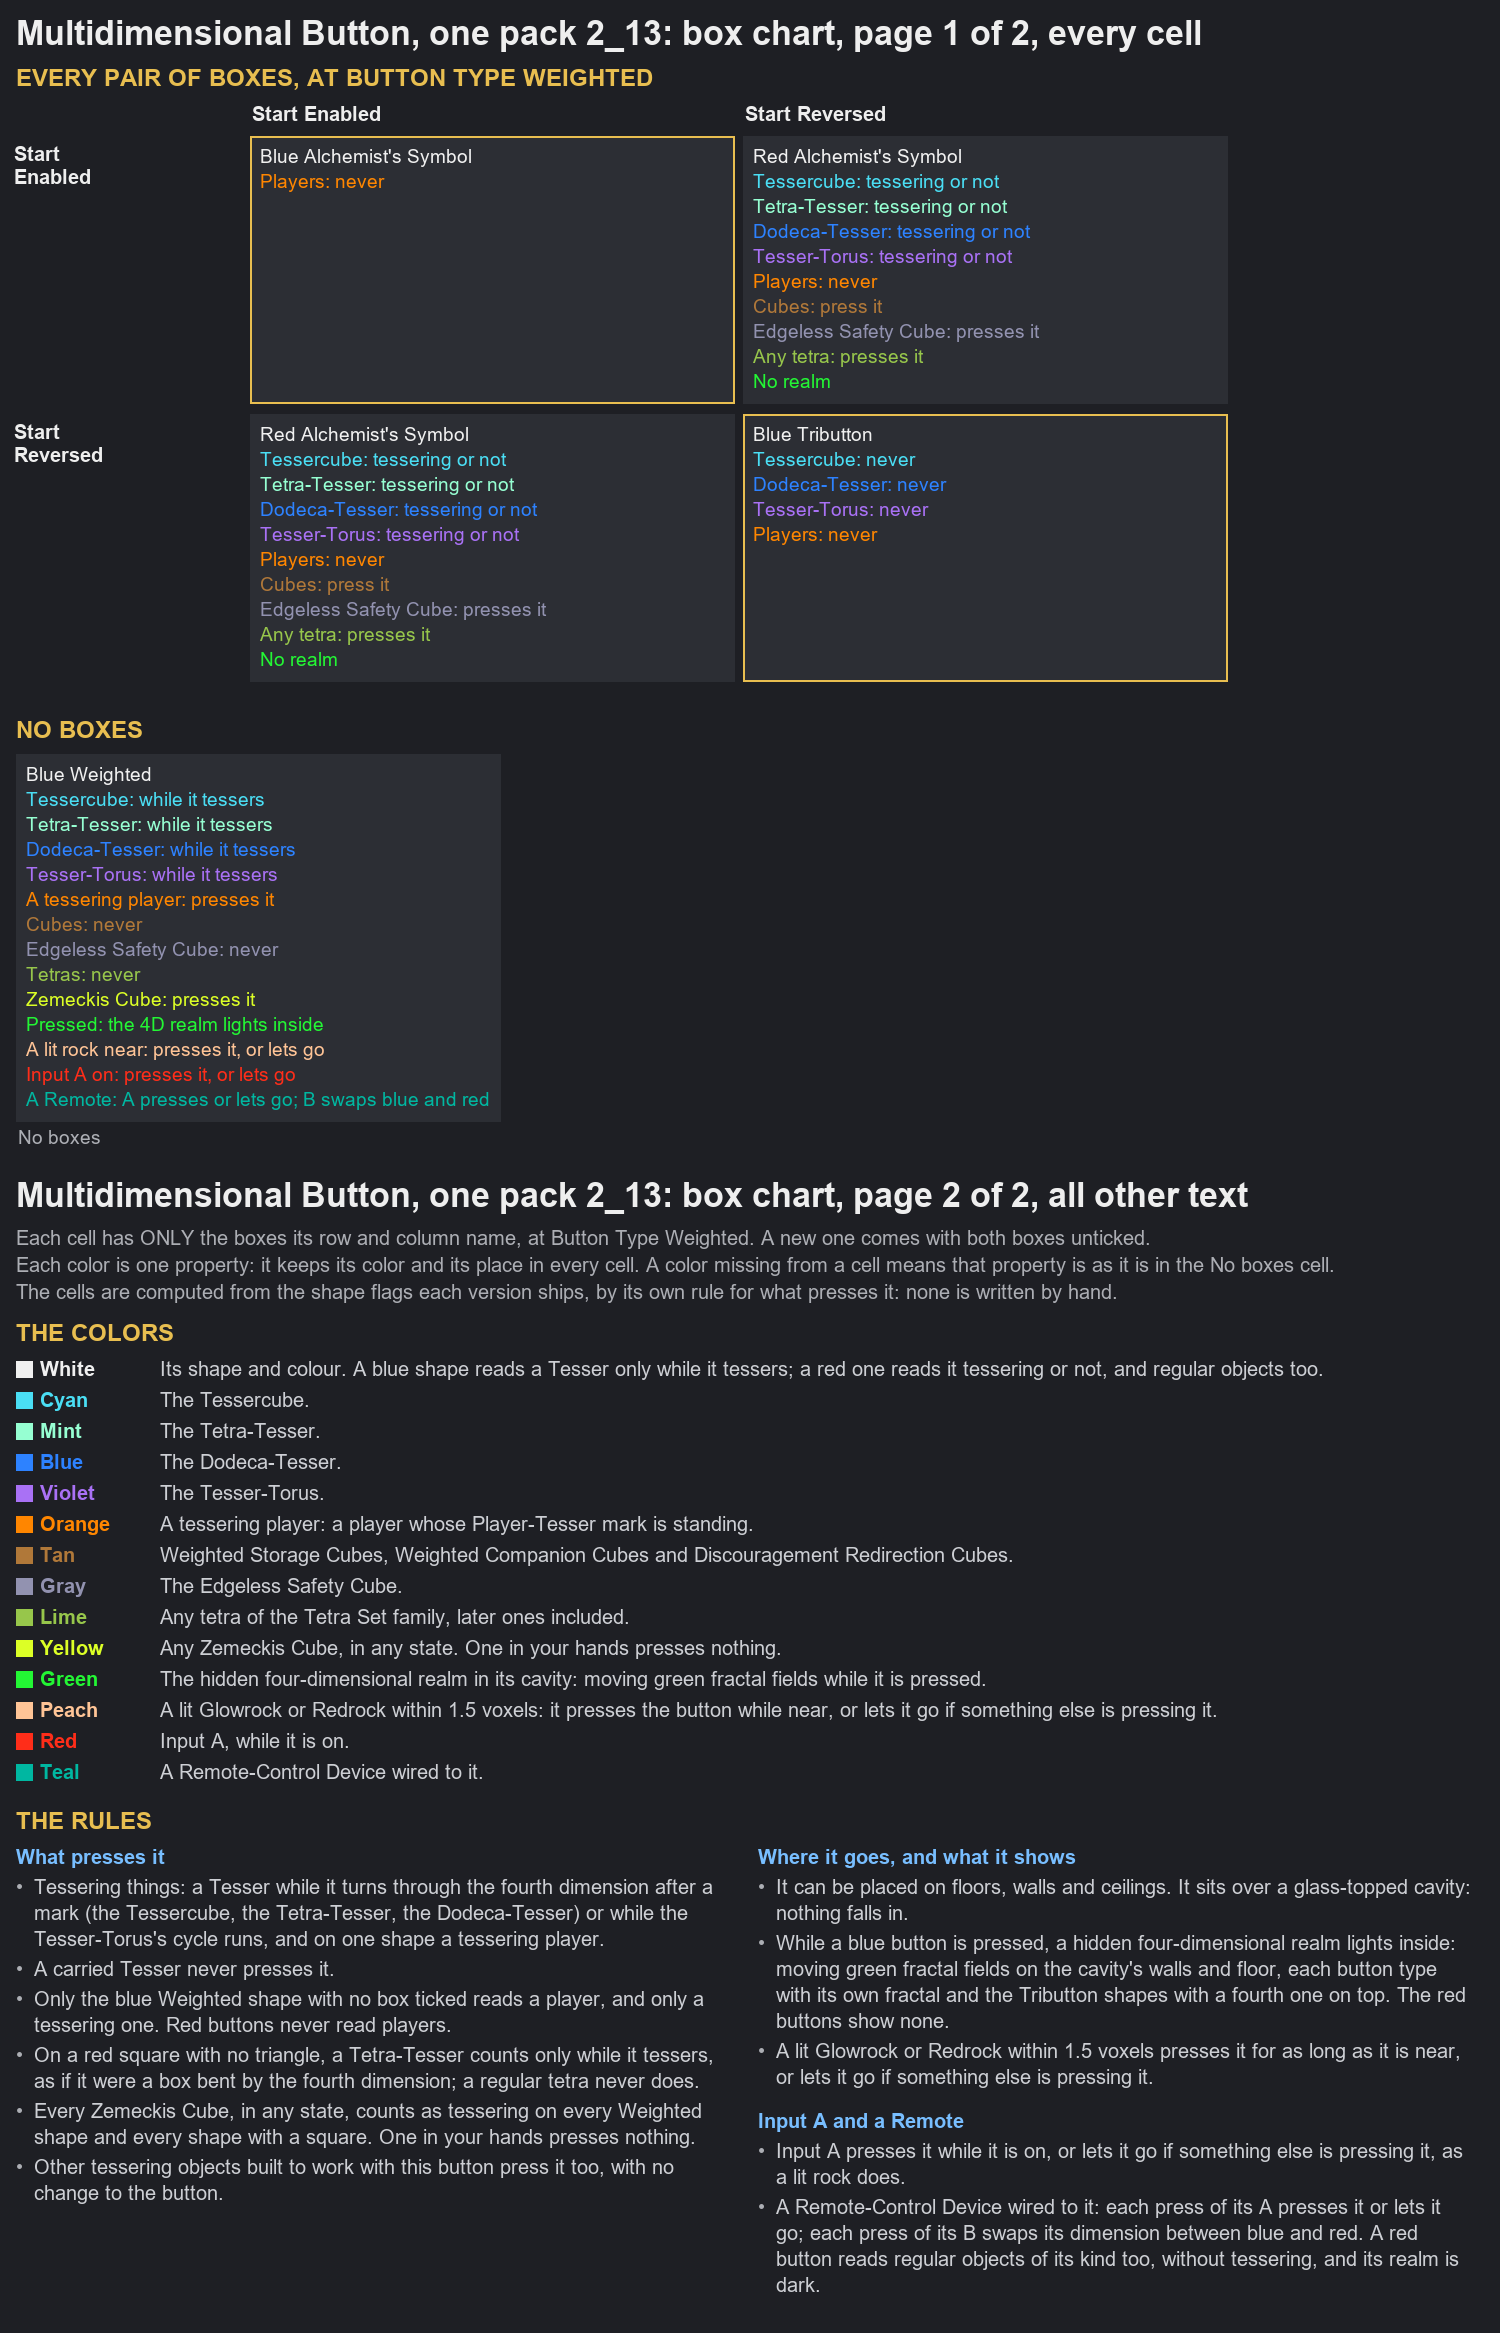 Multidimensional Button, one pack 2_13: box chart, page 1 of 2, every cell
EVERY PAIR OF BOXES, AT BUTTON TYPE WEIGHTED
Start Enabled
Start Reversed
Start
Enabled
Blue Alchemist's Symbol
Players: never
Red Alchemist's Symbol
Tessercube: tessering or not
Tetra-Tesser: tessering or not
Dodeca-Tesser: tessering or not
Tesser-Torus: tessering or not
Players: never
Cubes: press it
Edgeless Safety Cube: presses it
Any tetra: presses it
No realm
Start
Reversed
Red Alchemist's Symbol
Tessercube: tessering or not
Tetra-Tesser: tessering or not
Dodeca-Tesser: tessering or not
Tesser-Torus: tessering or not
Players: never
Cubes: press it
Edgeless Safety Cube: presses it
Any tetra: presses it
No realm
Blue Tributton
Tessercube: never
Dodeca-Tesser: never
Tesser-Torus: never
Players: never
NO BOXES
Blue Weighted
Tessercube: while it tessers
Tetra-Tesser: while it tessers
Dodeca-Tesser: while it tessers
Tesser-Torus: while it tessers
A tessering player: presses it
Cubes: never
Edgeless Safety Cube: never
Tetras: never
Zemeckis Cube: presses it
Pressed: the 4D realm lights inside
A lit rock near: presses it, or lets go
Input A on: presses it, or lets go
A Remote: A presses or lets go; B swaps blue and red
No boxes
Multidimensional Button, one pack 2_13: box chart, page 2 of 2, all other text
Each cell has ONLY the boxes its row and column name, at Button Type Weighted. A new one comes with both boxes unticked.
Each color is one property: it keeps its color and its place in every cell. A color missing from a cell means that property is as it is in the No boxes cell.
The cells are computed from the shape flags each version ships, by its own rule for what presses it: none is written by hand.
THE COLORS
White Its shape and colour. A blue shape reads a Tesser only while it tessers; a red one reads it tessering or not, and regular objects too.
Cyan The Tessercube.
Mint The Tetra-Tesser.
Blue The Dodeca-Tesser.
Violet The Tesser-Torus.
Orange A tessering player: a player whose Player-Tesser mark is standing.
Tan Weighted Storage Cubes, Weighted Companion Cubes and Discouragement Redirection Cubes.
Gray The Edgeless Safety Cube.
Lime Any tetra of the Tetra Set family, later ones included.
Yellow Any Zemeckis Cube, in any state. One in your hands presses nothing.
Green The hidden four-dimensional realm in its cavity: moving green fractal fields while it is pressed.
Peach A lit Glowrock or Redrock within 1.5 voxels: it presses the button while near, or lets it go if something else is pressing it.
Red Input A, while it is on.
Teal A Remote-Control Device wired to it.
THE RULES
What presses it
• Tessering things: a Tesser while it turns through the fourth dimension after a
mark (the Tessercube, the Tetra-Tesser, the Dodeca-Tesser) or while the
Tesser-Torus's cycle runs, and on one shape a tessering player.
• A carried Tesser never presses it.
• Only the blue Weighted shape with no box ticked reads a player, and only a
tessering one. Red buttons never read players.
• On a red square with no triangle, a Tetra-Tesser counts only while it tessers,
as if it were a box bent by the fourth dimension; a regular tetra never does.
• Every Zemeckis Cube, in any state, counts as tessering on every Weighted
shape and every shape with a square. One in your hands presses nothing.
• Other tessering objects built to work with this button press it too, with no
change to the button.
Where it goes, and what it shows
• It can be placed on floors, walls and ceilings. It sits over a glass-topped cavity:
nothing falls in.
• While a blue button is pressed, a hidden four-dimensional realm lights inside:
moving green fractal fields on the cavity's walls and floor, each button type
with its own fractal and the Tributton shapes with a fourth one on top. The red
buttons show none.
• A lit Glowrock or Redrock within 1.5 voxels presses it for as long as it is near,
or lets it go if something else is pressing it.
Input A and a Remote
• Input A presses it while it is on, or lets it go if something else is pressing it, as
a lit rock does.
• A Remote-Control Device wired to it: each press of its A presses it or lets it
go; each press of its B swaps its dimension between blue and red. A red
button reads regular objects of its kind too, without tessering, and its realm is
dark.